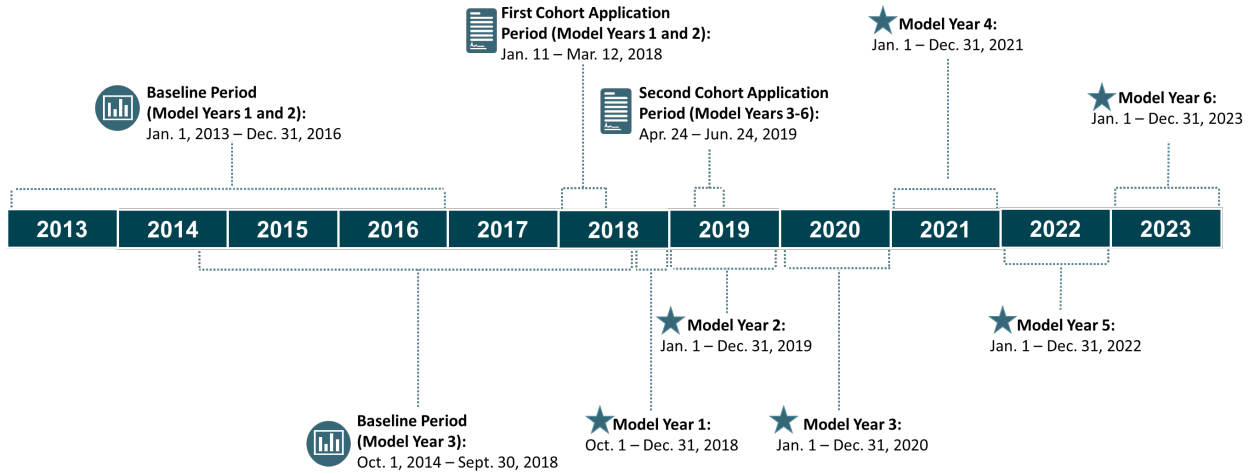 First Cohort Application
Period (Model Years 1 and 2):
Jan. 11 – Mar. 12, 2018
Model Year 4:
Jan. 1 – Dec. 31, 2021
Baseline Period
(Model Years 1 and 2):
Jan. 1, 2013 – Dec. 31, 2016
Second Cohort Application
Period (Model Years 3-6):
Apr. 24 – Jun. 24, 2019
Model Year 6:
Jan. 1 – Dec. 31, 2023
2013 2014 2015 2016 2017 2018 2019 2020 2021 2022 2023
Model Year 2:
Jan. 1 – Dec. 31, 2019
Model Year 5:
Jan. 1 – Dec. 31, 2022
Baseline Period
(Model Year 3):
Oct. 1, 2014 – Sept. 30, 2018
Model Year 1:
Oct. 1 – Dec. 31, 2018
Model Year 3:
Jan. 1 – Dec. 31, 2020